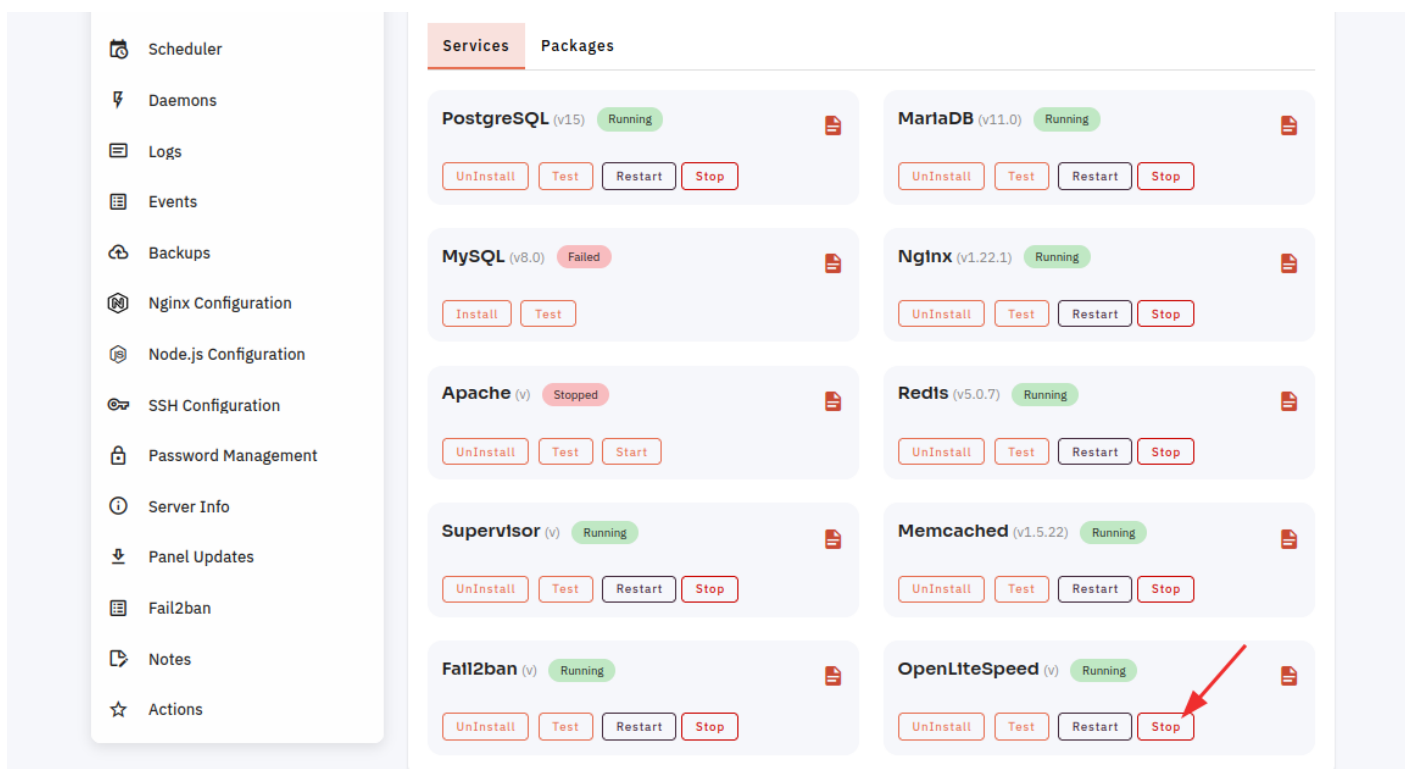 Scheduler
Daemons
Logs
Events
Backups
Nginx Configuration
Node.js Configuration
SSH Configuration
Password Management
Server Info
Panel Updates
Fail2ban
Notes
Actions
Services Packages
PostgreSQL (v15) Running
UnInstall Test Restart Stop
MariaDB (v11.0) Running
UnInstall Test Restart Stop
MySQL (v8.0) Failed
Install Test
Nginx (v1.22.1) Running
UnInstall Test Restart Stop
Apache (v) Stopped
UnInstall Test Start
Redis (v5.0.7) Running
UnInstall Test Restart Stop
Supervisor (v) Running
UnInstall Test Restart Stop
Memcached (v1.5.22) Running
UnInstall Test Restart Stop
Fail2ban (v) Running
UnInstall Test Restart Stop
OpenLiteSpeed (v) Running
UnInstall Test Restart Stop